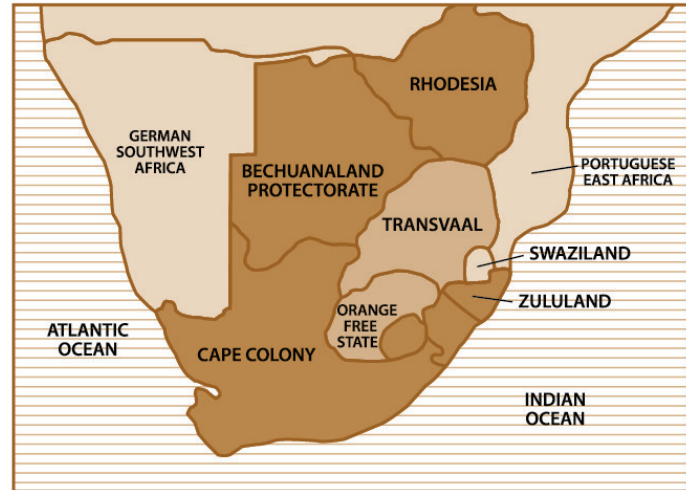 RHODESIA
GERMAN
SOUTHWEST
AFRICA
BECHUANALAND
PROTECTORATE
PORTUGUESE
EAST AFRICA
TRANSVAAL
SWAZILAND
ZULULAND
ORANGE
FREE
STATE
ATLANTIC
OCEAN
CAPE COLONY
INDIAN
OCEAN